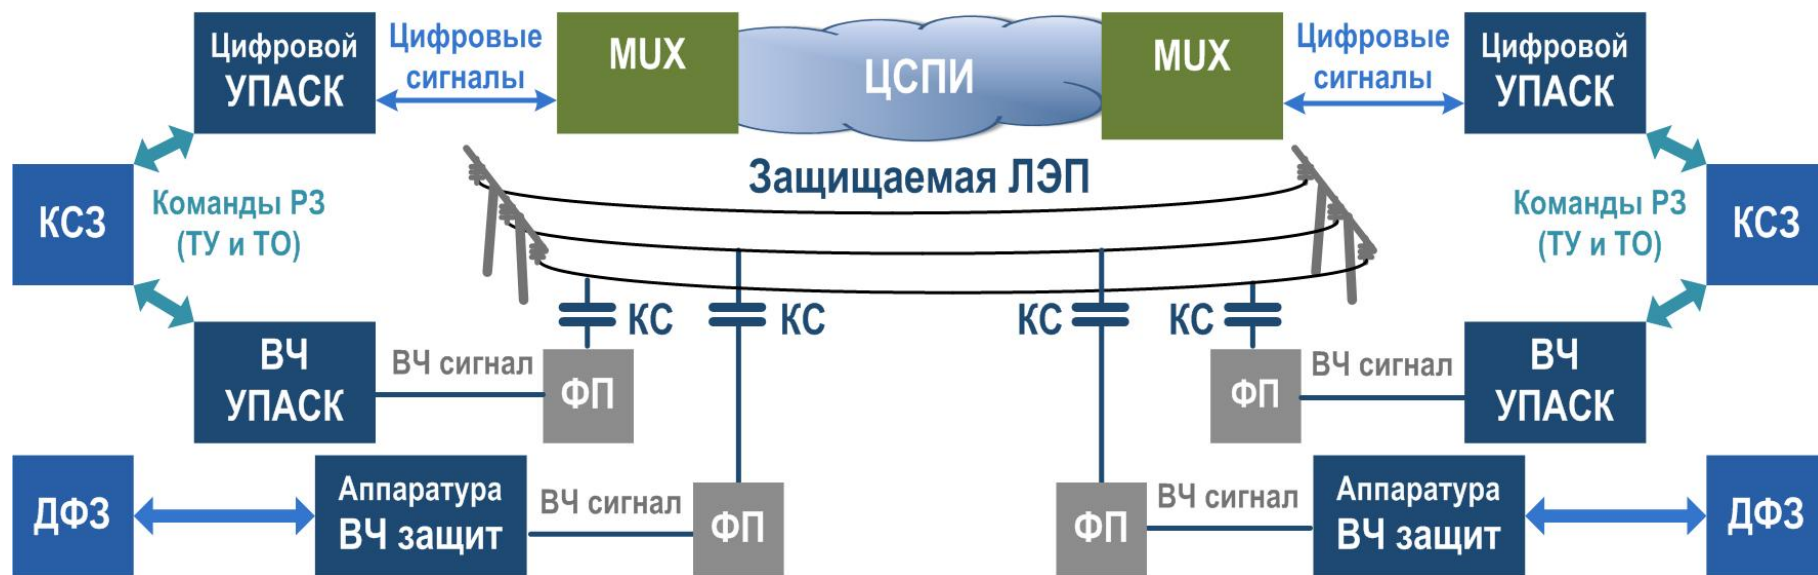 Цифровой
УПАСК
Цифровые
сигналы
MUX
ЦСПИ
MUX
Цифровые
сигналы
Цифровой
УПАСК
Защищаемая ЛЭП
КСЗ
Команды РЗ
(ТУ и ТО)
Команды РЗ
(ТУ и ТО)
КСЗ
КС
КС
КС
КС
ВЧ
УПАСК
ВЧ сигнал
ФП
ФП
ВЧ сигнал
ВЧ
УПАСК
ДФЗ
Аппаратура
ВЧ защит
ВЧ сигнал
ФП
ФП
ВЧ сигнал
Аппаратура
ВЧ защит
ДФЗ